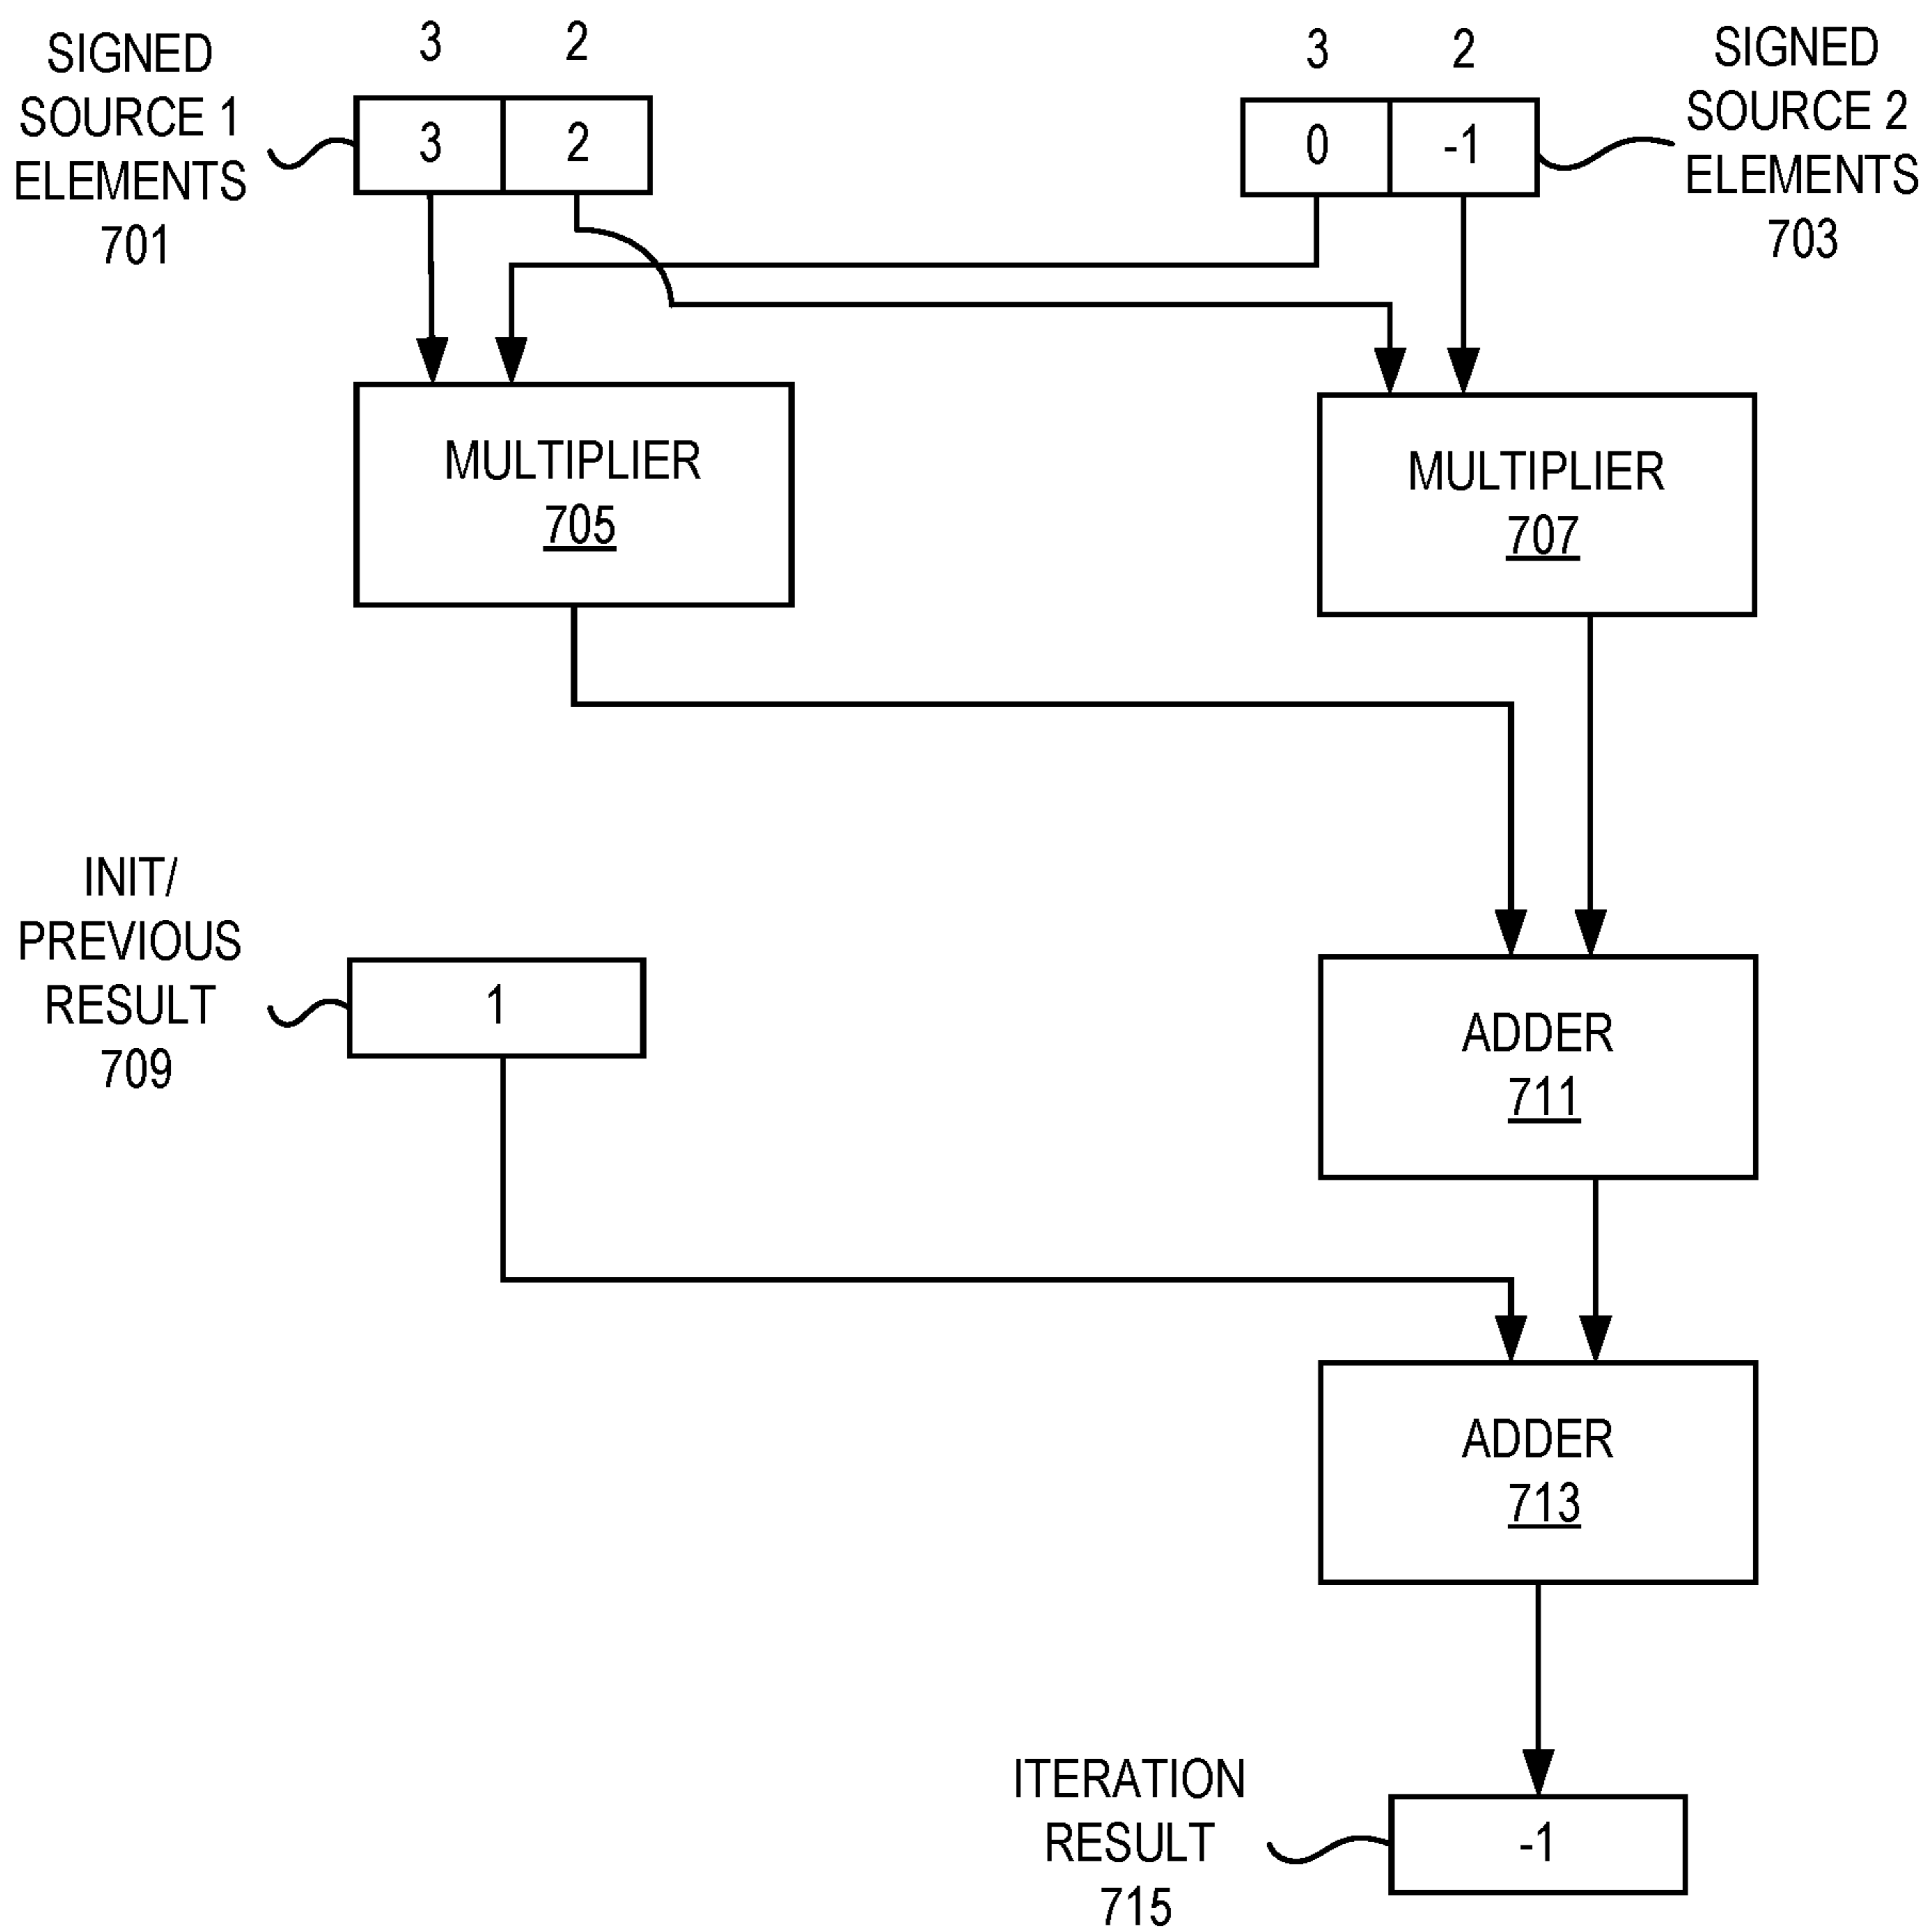 SIGNED
SOURCE 1
ELEMENTS
701
3 2
3 2
3 2
0 -1
SIGNED
SOURCE 2
ELEMENTS
703
MULTIPLIER
705
MULTIPLIER
707
INIT/
PREVIOUS
RESULT
709
1
ADDER
711
ADDER
713
ITERATION
RESULT
715
-1